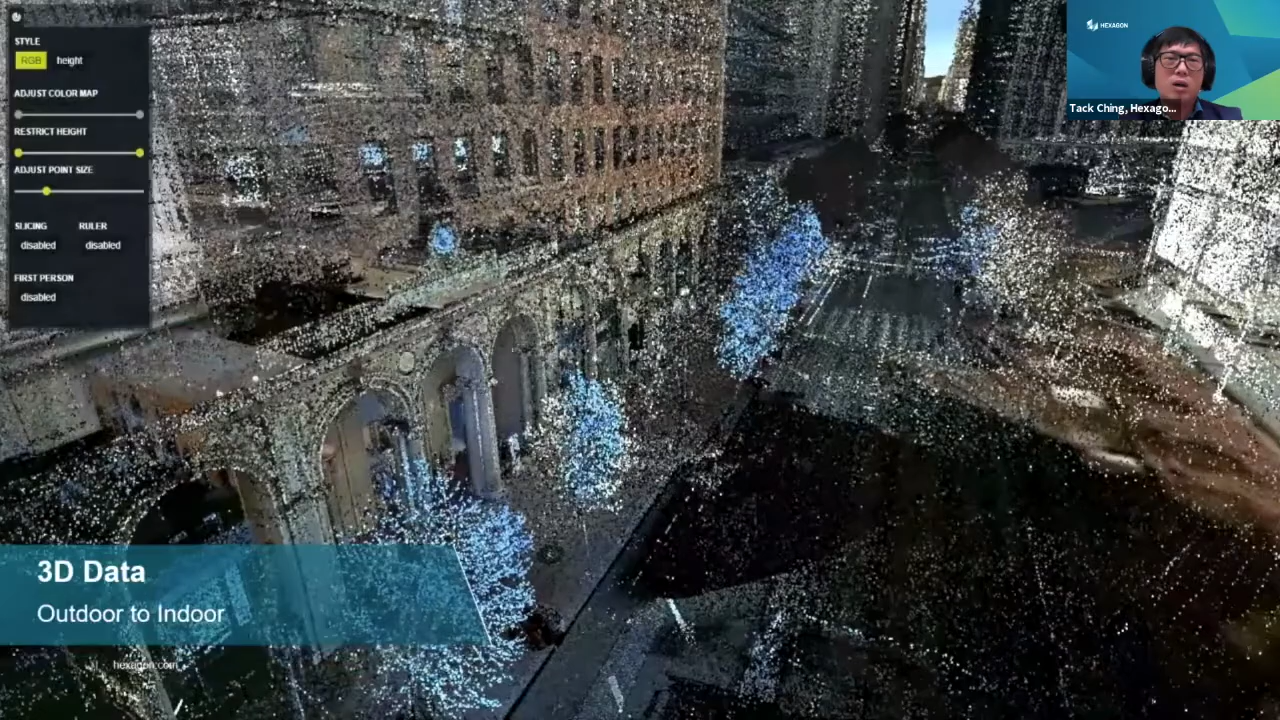 STYLE
RGB height
ADJUST COLOR MAP
RESTRICT HEIGHT
ADJUST POINT SIZE
SLICING RULER
disabled disabled
FIRST PERSON
disabled
HEXAGON
Tack Ching, Hexago...
3D Data
Outdoor to Indoor
hexagon.com